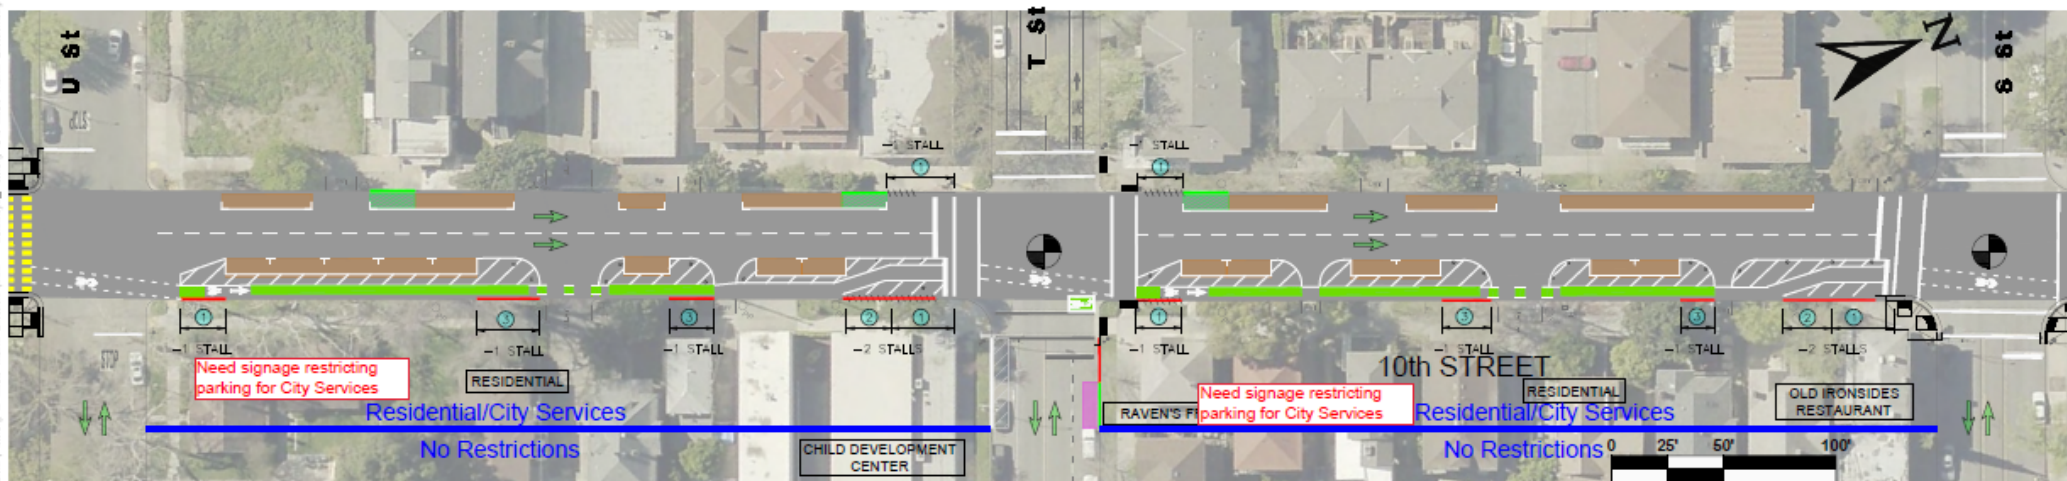 U St
T St
S St
N
STOP
-1 STALL
1
-1 STALL
1
1
3
3
2
1
1
3
3
2
1
-1 STALL
-1 STALL
-1 STALL
-2 STALLS
-1 STALL
-1 STALL
-1 STALL
-2 STALLS
STOP
10th STREET
Need signage restricting
parking for City Services
RESIDENTIAL
Need signage restricting
parking for City Services
RESIDENTIAL
OLD IRONSIDES
RESTAURANT
Residential/City Services
RAVEN'S F
Residential/City Services
No Restrictions
CHILD DEVELOPMENT
CENTER
No Restrictions
0 25' 50' 100'